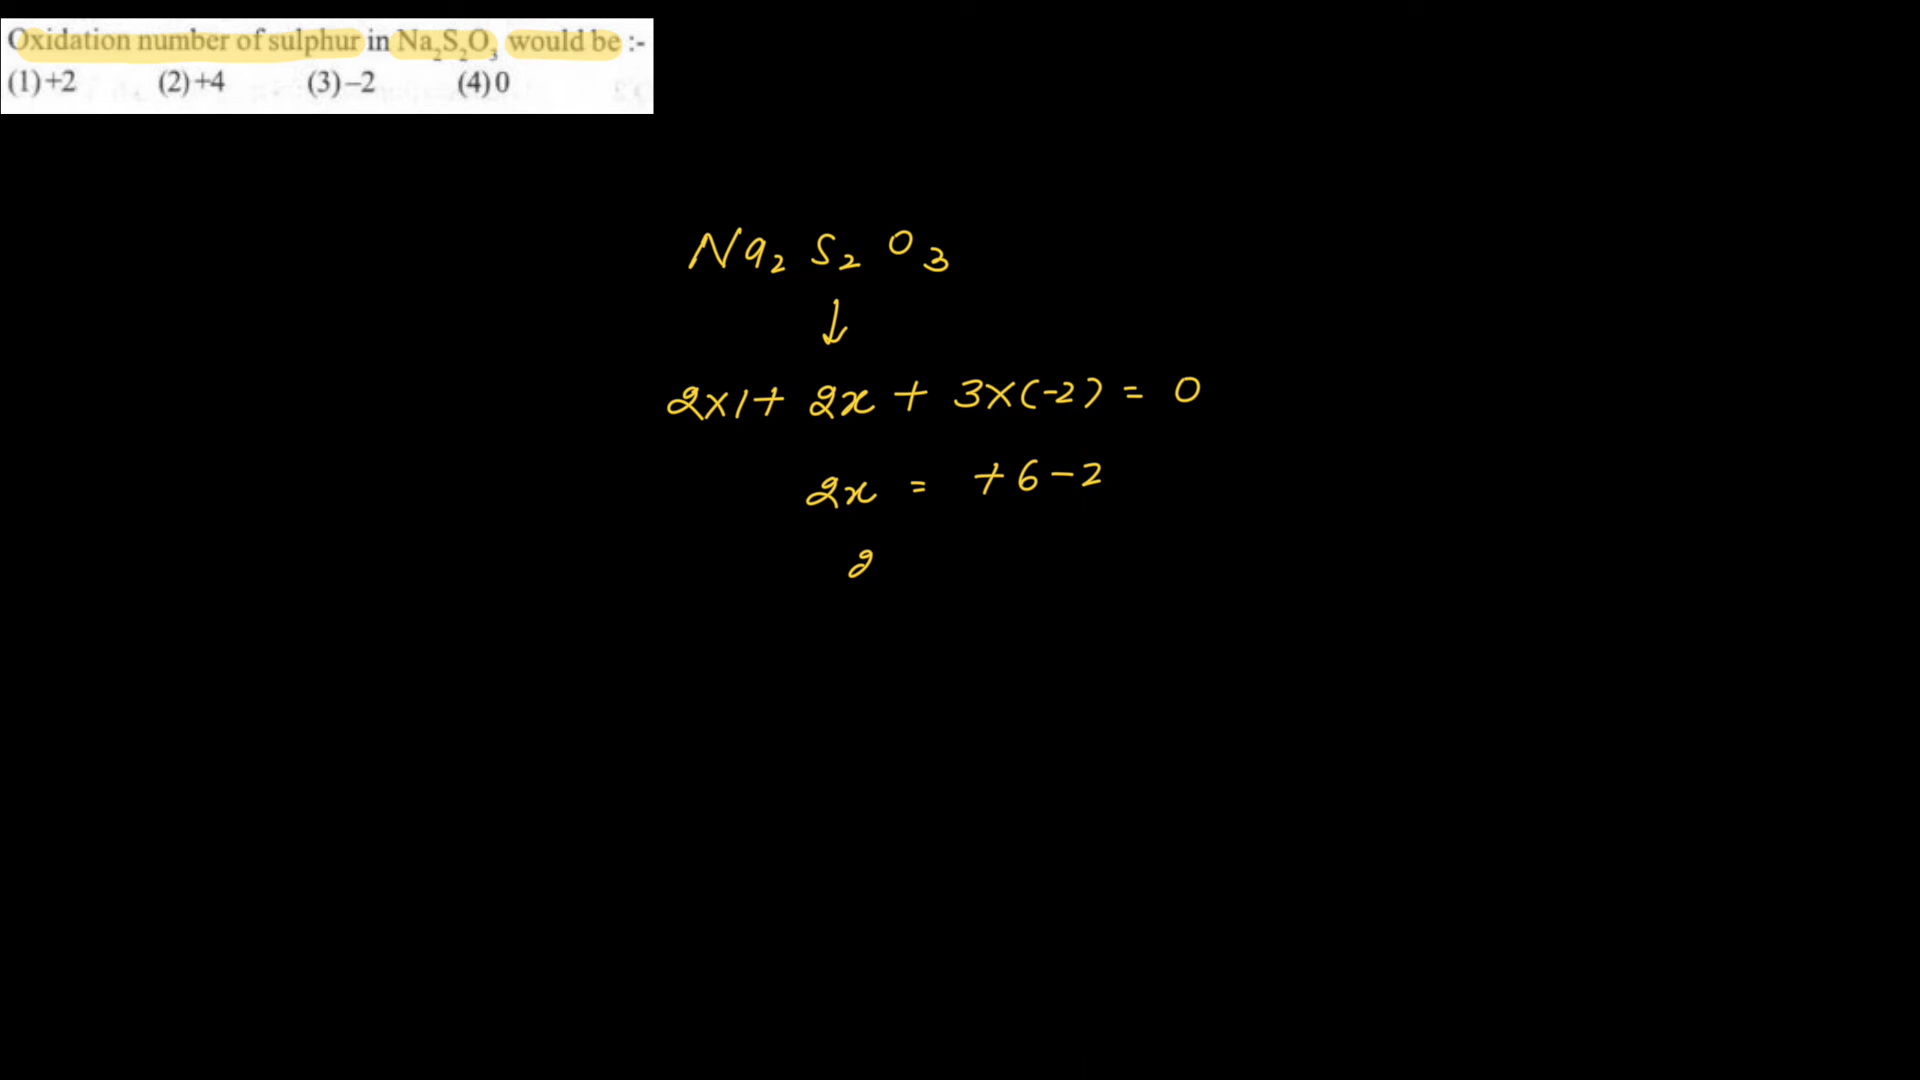 Oxidation number of sulphur in Na₂S₂O₃ would be :-
(1)+2 (2)+4 (3)–2 (4)0
Na₂ S₂ O₃
↓
2×1+ 2x + 3×(-2) = 0
2x = +6-2
2